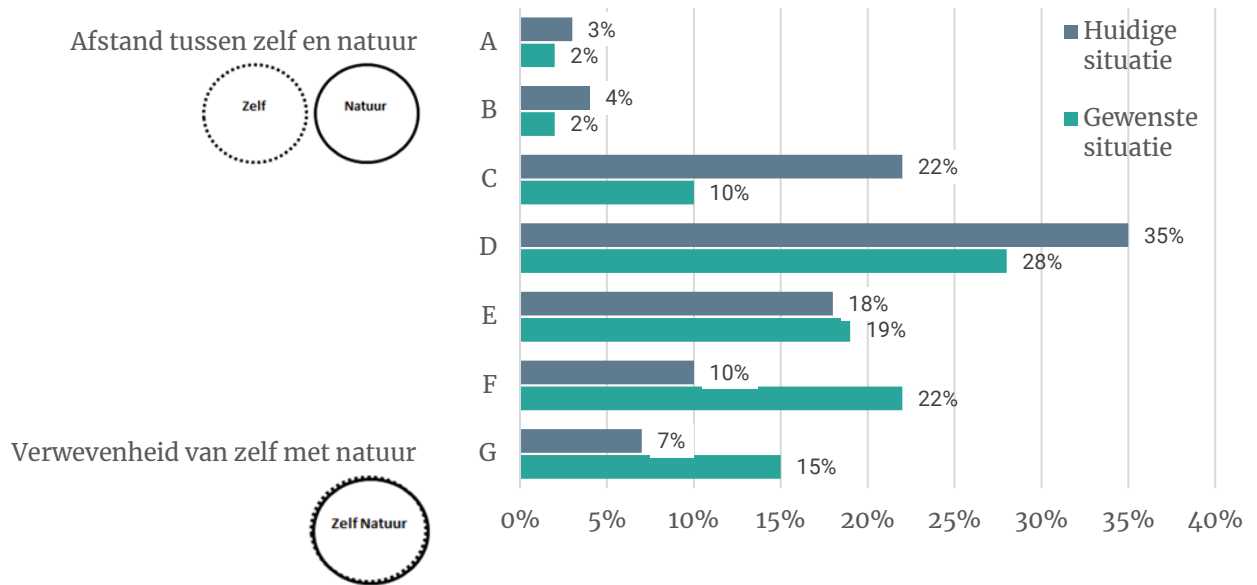 Afstand tussen zelf en natuur
Zelf
Natuur
Verwevenheid van zelf met natuur
Zelf Natuur
A
3%
2%
B
4%
2%
C
22%
10%
D
35%
28%
E
18%
19%
F
10%
22%
G
7%
15%
0%
5%
10%
15%
20%
25%
30%
35%
40%
Huidige
situatie
Gewenste
situatie